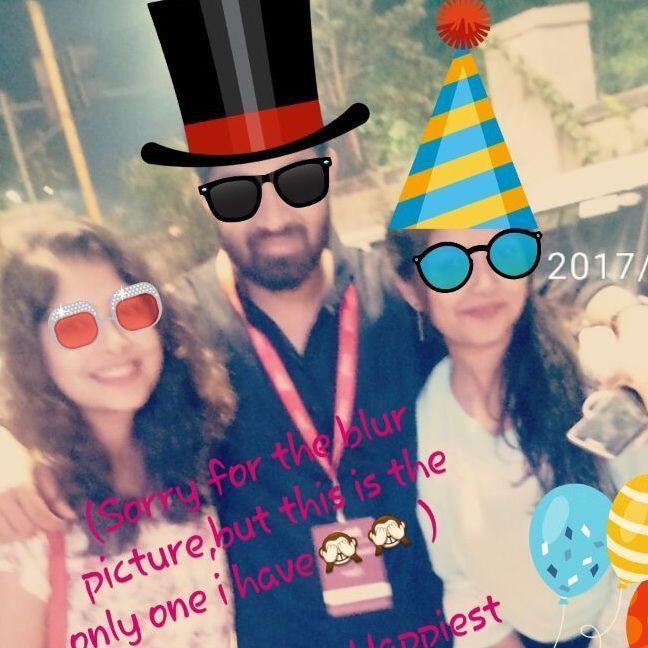 2017/
(Sorry for the blur
picture,but this is the
only one i have🙈🙈)
Happiest